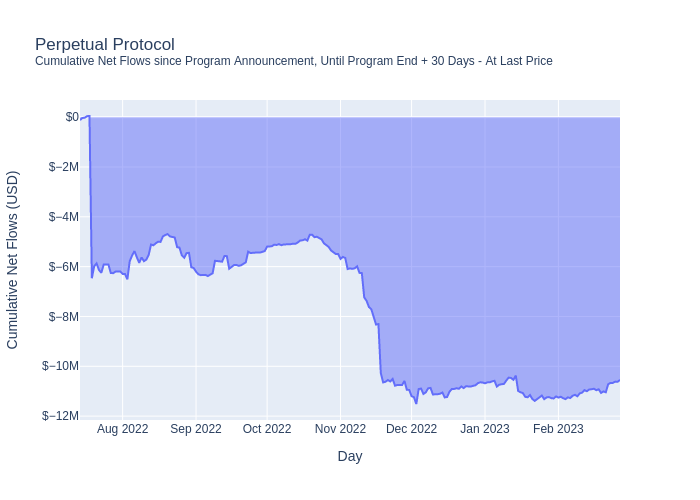 Perpetual Protocol
Cumulative Net Flows since Program Announcement, Until Program End + 30 Days - At Last Price
Cumulative Net Flows (USD)
$0
$−2M
$−4M
$−6M
$−8M
$−10M
$−12M
Aug 2022 Sep 2022 Oct 2022 Nov 2022 Dec 2022 Jan 2023 Feb 2023
Day